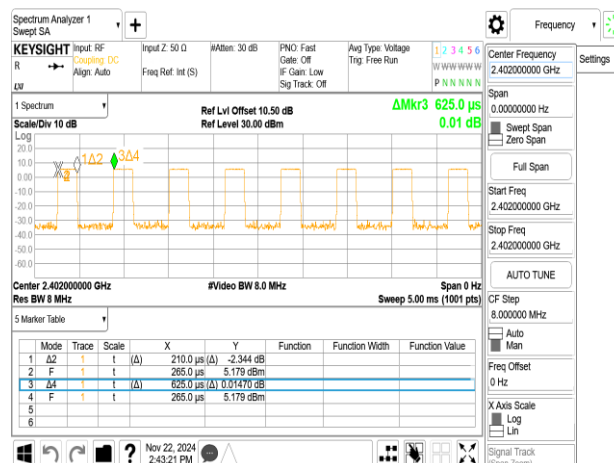 Spectrum Analyzer 1
Swept SA
Frequency
KEYSIGHT
Input: RF
Coupling: DC
Align: Auto
Input Z: 50 Ω
Freq Ref: Int (S)
#Atten: 30 dB
PNO: Fast
Gate: Off
IF Gain: Low
Sig Track: Off
Avg Type: Voltage
Trig: Free Run
1 2 3 4 5 6
W W W W W W
P N N N N N
R
LXI
1 Spectrum
Scale/Div 10 dB
Ref Lvl Offset 10.50 dB
Ref Level 30.00 dBm
ΔMkr3 625.0 µs
0.01 dB
Log
20.0
10.0
0.00
-10.0
-20.0
-30.0
-40.0
-50.0
-60.0
1Δ2
3Δ4
Center 2.402000000 GHz
Res BW 8 MHz
#Video BW 8.0 MHz
Span 0 Hz
Sweep 5.00 ms (1001 pts)
5 Marker Table
Mode Trace Scale X Y Function Function Width Function Value
1 Δ2 1 t (Δ) 210.0 µs (Δ) -2.344 dB
2 F 1 t 265.0 µs 5.179 dBm
3 Δ4 1 t (Δ) 625.0 µs (Δ) 0.01470 dB
4 F 1 t 265.0 µs 5.179 dBm
5
6
?
Nov 22, 2024
2:43:21 PM
Center Frequency
2.402000000 GHz
Settings
Span
0.00000000 Hz
Swept Span
Zero Span
Full Span
Start Freq
2.402000000 GHz
Stop Freq
2.402000000 GHz
AUTO TUNE
CF Step
8.000000 MHz
Auto
Man
Freq Offset
0 Hz
X Axis Scale
Log
Lin
Signal Track
(Span Zoom)